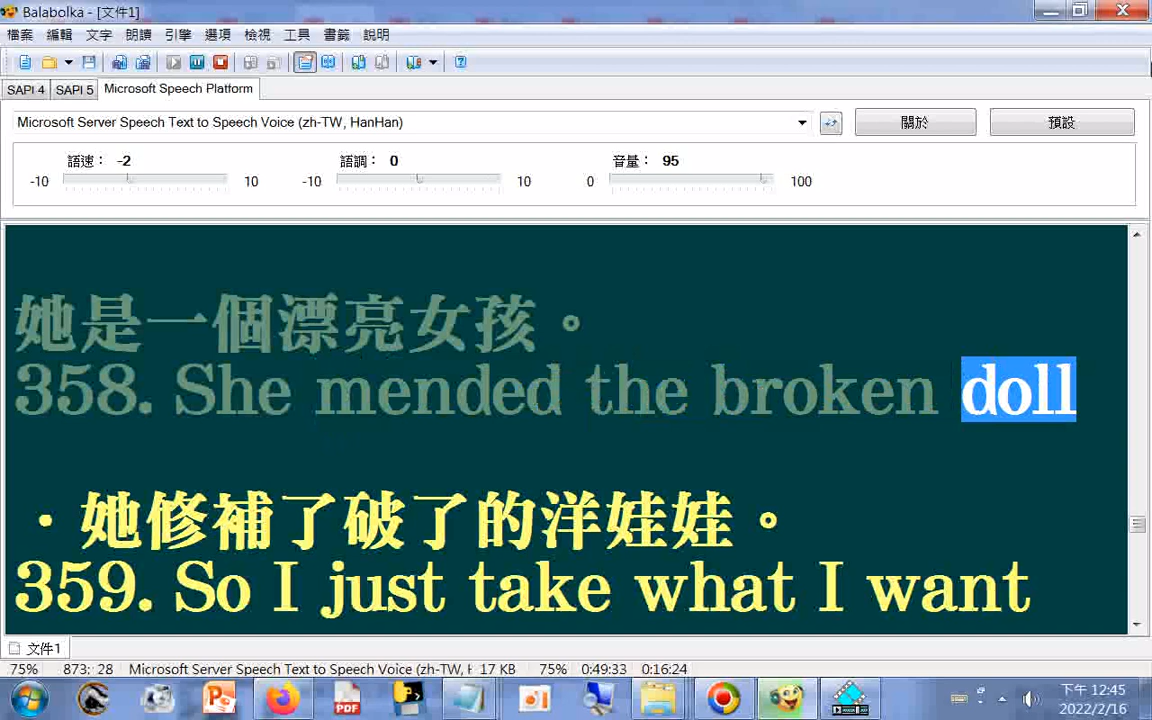 Balabolka - [文件1]
檔案 編輯 文字 朗讀 引擎 選項 檢視 工具 書籤 說明
SAPI 4 SAPI 5 Microsoft Speech Platform
Microsoft Server Speech Text to Speech Voice (zh-TW, HanHan) 關於 預設
語速： -2 語調： 0 音量： 95
-10 10 -10 10 0 100
她是一個漂亮女孩。
358. She mended the broken doll
．她修補了破了的洋娃娃。
359. So I just take what I want
文件1
75% 873: 28 Microsoft Server Speech Text to Speech Voice (zh-TW, H 17 KB 75% 0:49:33 0:16:24
PDF
下午 12:45
2022/2/16